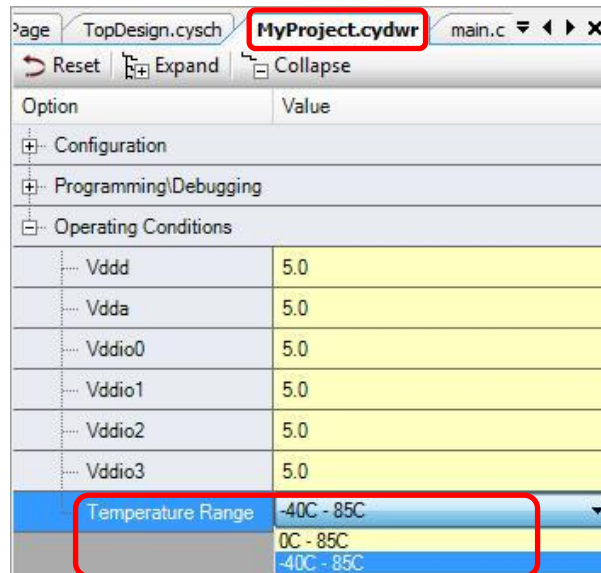 Page TopDesign.cysch MyProject.cydwr main.c
Reset Expand Collapse
Option Value
Configuration
Programming\Debugging
Operating Conditions
Vddd 5.0
Vdda 5.0
Vddio0 5.0
Vddio1 5.0
Vddio2 5.0
Vddio3 5.0
Temperature Range -40C - 85C
0C - 85C
-40C - 85C